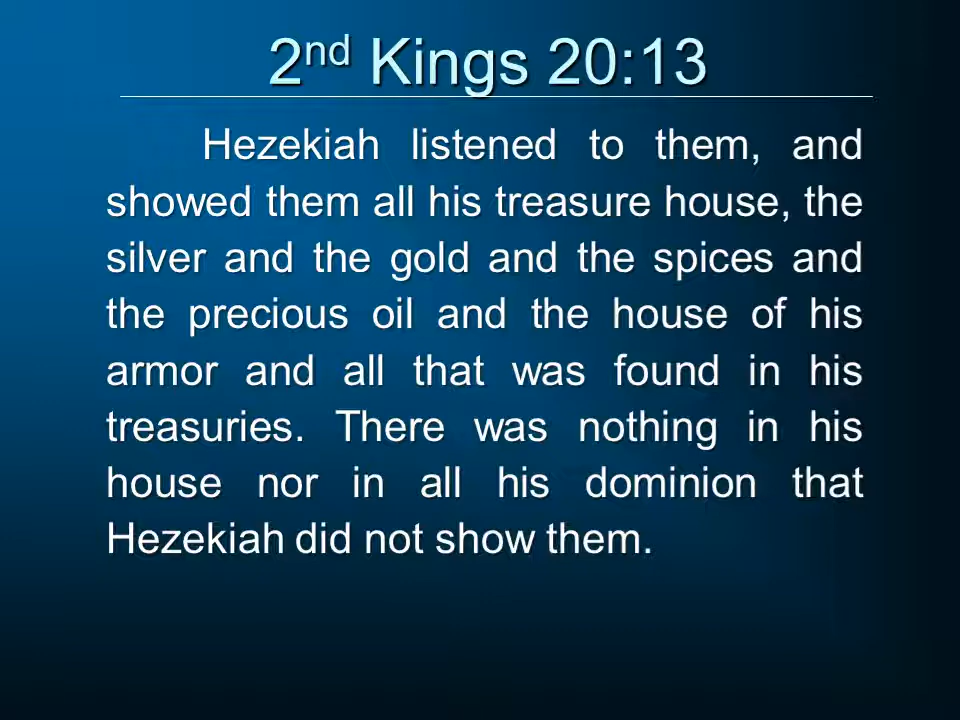 2nd Kings 20:13
Hezekiah listened to them, and
showed them all his treasure house, the
silver and the gold and the spices and
the precious oil and the house of his
armor and all that was found in his
treasuries. There was nothing in his
house nor in all his dominion that
Hezekiah did not show them.